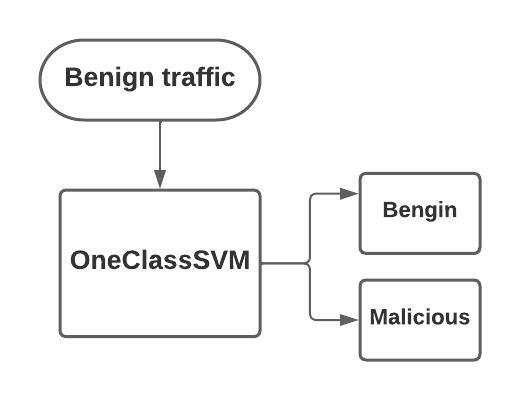 Benign traffic
OneClassSVM
Bengin
Malicious